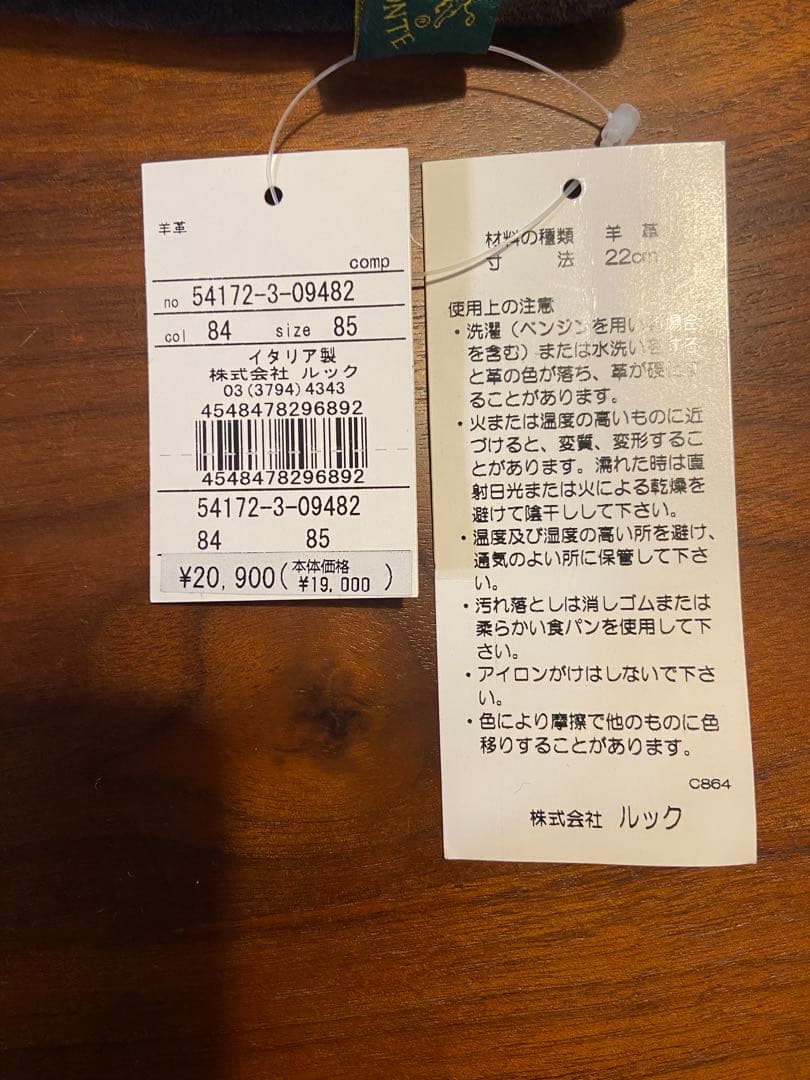 NTE ®
羊革
comp
no 54172-3-09482
col 84 size 85
イタリア製
株式会社 ルック
03(3794)4343
4548478296892
4548478296892
54172-3-09482
84 85
¥20,900(本体価格 ¥19,000)
材料の種類 羊革
寸法 22cm
使用上の注意
・洗濯(ベンジンを用い
を含む)または水洗い
と革の色が落ち、革が硬
ることがあります。
・火または温度の高いものに近
づけると、変質、変形するこ
とがあります。濡れた時は直
射日光または火による乾燥を
避けて陰干しして下さい。
・温度及び湿度の高い所を避け、
通気のよい所に保管して下さ
い。
・汚れ落としは消しゴムまたは
柔らかい食パンを使用して下
さい。
・アイロンがけはしないで下さ
い。
・色により摩擦で他のものに色
移りすることがあります。
C864
株式会社 ルック